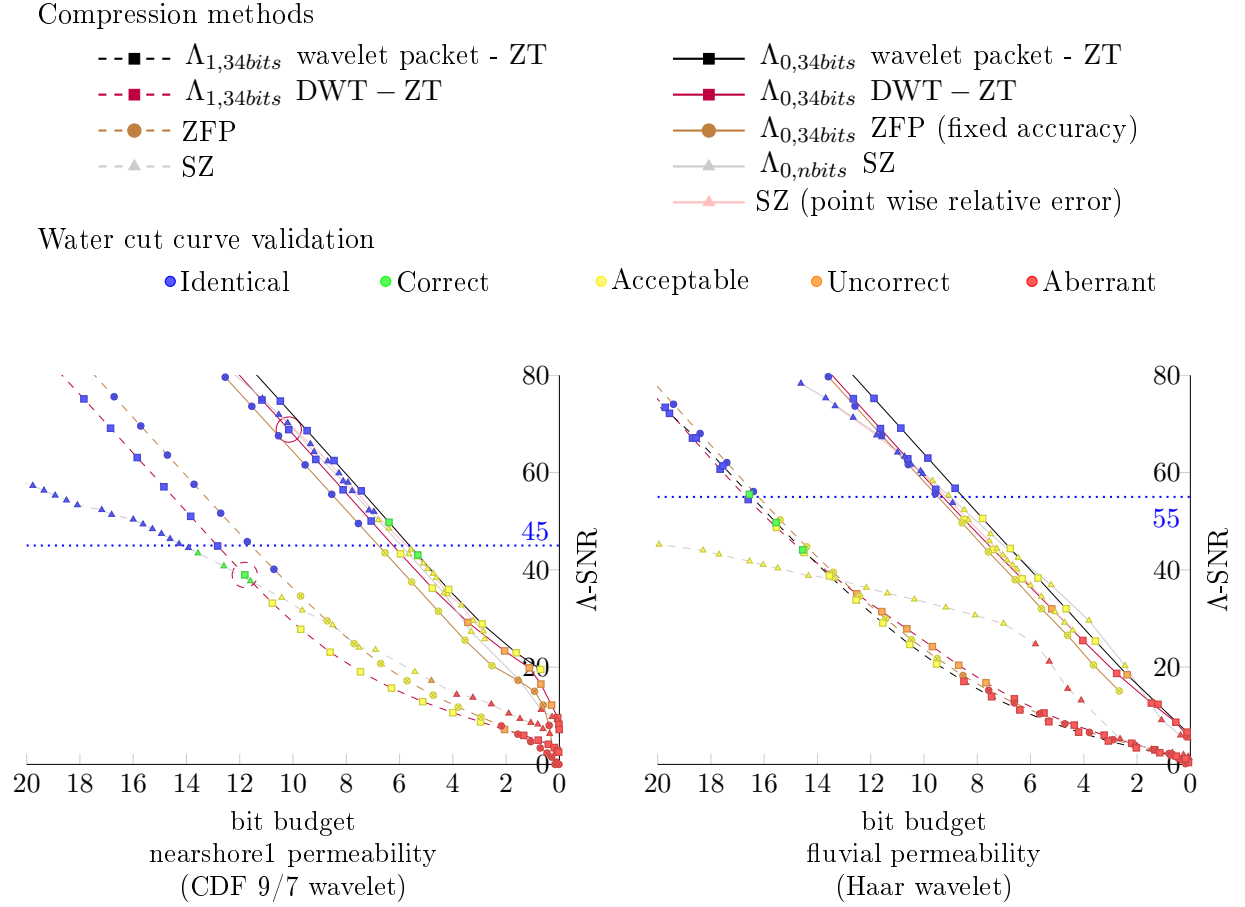 Compression methods
Λ1,34bits wavelet packet - ZT
Λ1,34bits DWT − ZT
ZFP
SZ
Λ0,34bits wavelet packet - ZT
Λ0,34bits DWT − ZT
Λ0,34bits ZFP (fixed accuracy)
Λ0,nbits SZ
SZ (point wise relative error)
Water cut curve validation
Identical Correct Acceptable Uncorrect Aberrant
80
60
45
40
20
0
Λ-SNR
20 18 16 14 12 10 8 6 4 2 0
bit budget
nearshore1 permeability
(CDF 9/7 wavelet)
80
60
55
40
20
0
Λ-SNR
20 18 16 14 12 10 8 6 4 2 0
bit budget
fluvial permeability
(Haar wavelet)